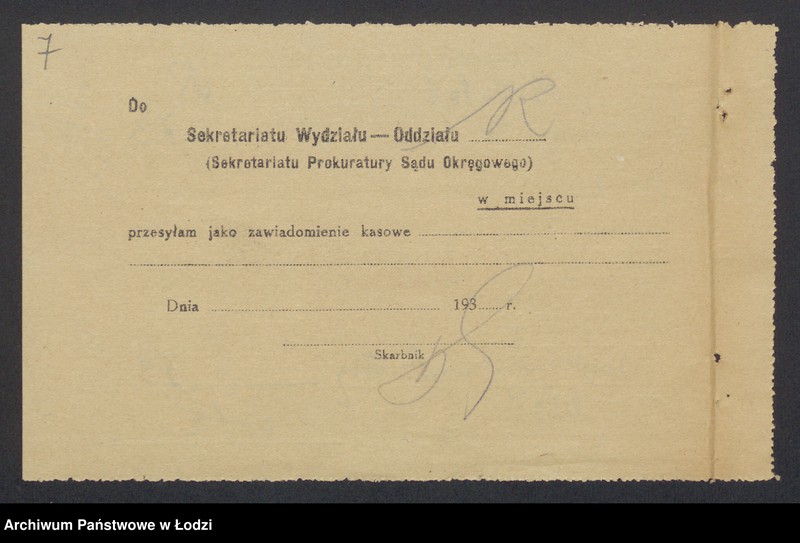 7
Do
Sekretariatu Wydziału — Oddziału R
(Sekretariatu Prokuratury Sądu Okręgowego)
w miejscu
przesyłam jako zawiadomienie kasowe
Dnia 193 r.
Skarbnik
Archiwum Państwowe w Łodzi